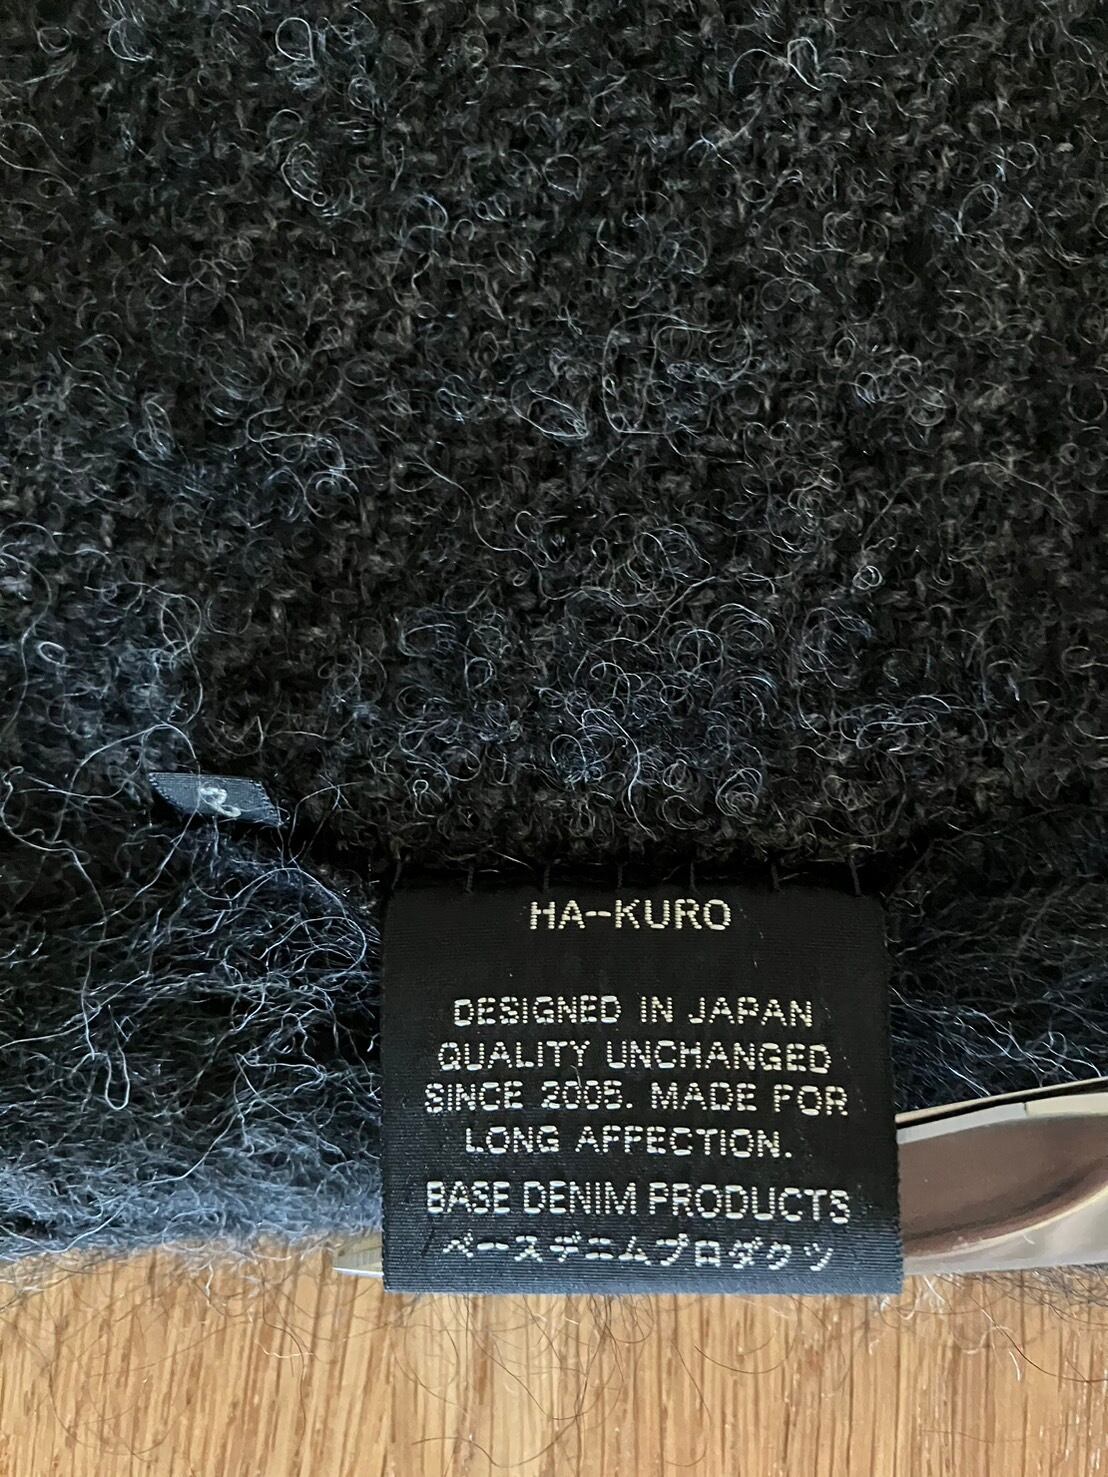 HA--KURO
DESIGNED IN JAPAN
QUALITY UNCHANGED
SINCE 2005. MADE FOR
LONG AFFECTION.
BASE DENIM PRODUCTS
ベースデニムプロダクツ